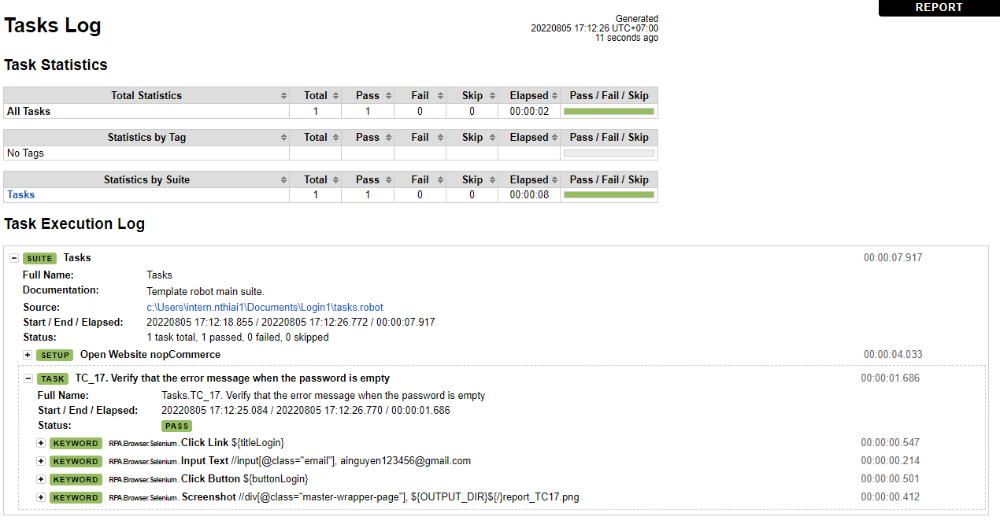 REPORT
Tasks Log
Generated
20220805 17:12:26 UTC+07:00
11 seconds ago
Task Statistics
Total Statistics Total Pass Fail Skip Elapsed Pass / Fail / Skip
All Tasks 1 1 0 0 00:00:02
Statistics by Tag Total Pass Fail Skip Elapsed Pass / Fail / Skip
No Tags
Statistics by Suite Total Pass Fail Skip Elapsed Pass / Fail / Skip
Tasks 1 1 0 0 00:00:08
Task Execution Log
SUITE Tasks 00:00:07.917
Full Name: Tasks
Documentation: Template robot main suite.
Source: c:\Users\intern.nthiai1\Documents\Login1\tasks.robot
Start / End / Elapsed: 20220805 17:12:18.855 / 20220805 17:12:26.772 / 00:00:07.917
Status: 1 task total, 1 passed, 0 failed, 0 skipped
SETUP Open Website nopCommerce 00:00:04.033
TASK TC_17. Verify that the error message when the password is empty 00:00:01.686
Full Name: Tasks.TC_17. Verify that the error message when the password is empty
Start / End / Elapsed: 20220805 17:12:25.084 / 20220805 17:12:26.770 / 00:00:01.686
Status: PASS
KEYWORD RPA.Browser.Selenium. Click Link ${titleLogin} 00:00:00.547
KEYWORD RPA.Browser.Selenium. Input Text //input[@class="email"], ainguyen123456@gmail.com 00:00:00.214
KEYWORD RPA.Browser.Selenium. Click Button ${buttonLogin} 00:00:00.501
KEYWORD RPA.Browser.Selenium. Screenshot //div[@class="master-wrapper-page"], ${OUTPUT_DIR}${/}report_TC17.png 00:00:00.412